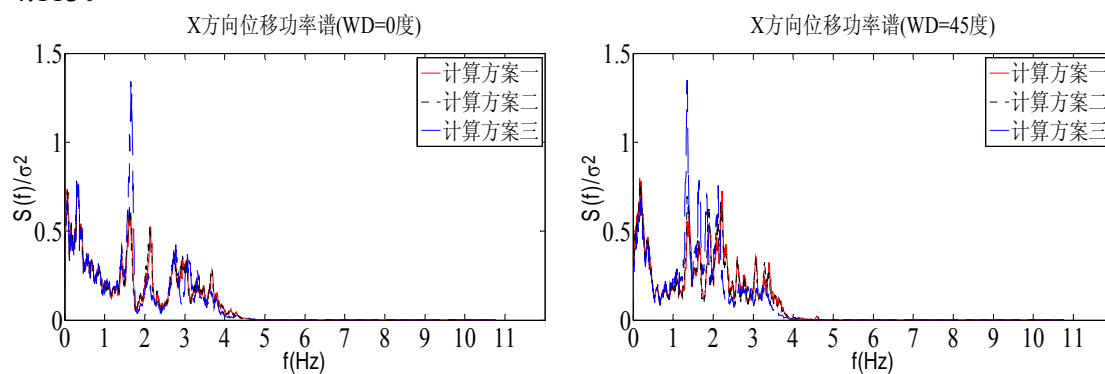 X方向位移功率谱(WD=0度)
1.5
1
0.5
0
S(f)/σ²
计算方案一
计算方案二
计算方案三
0 1 2 3 4 5 6 7 8 9 10 11
f(Hz)
X方向位移功率谱(WD=45度)
1.5
1
0.5
0
S(f)/σ²
计算方案一
计算方案二
计算方案三
0 1 2 3 4 5 6 7 8 9 10 11
f(Hz)